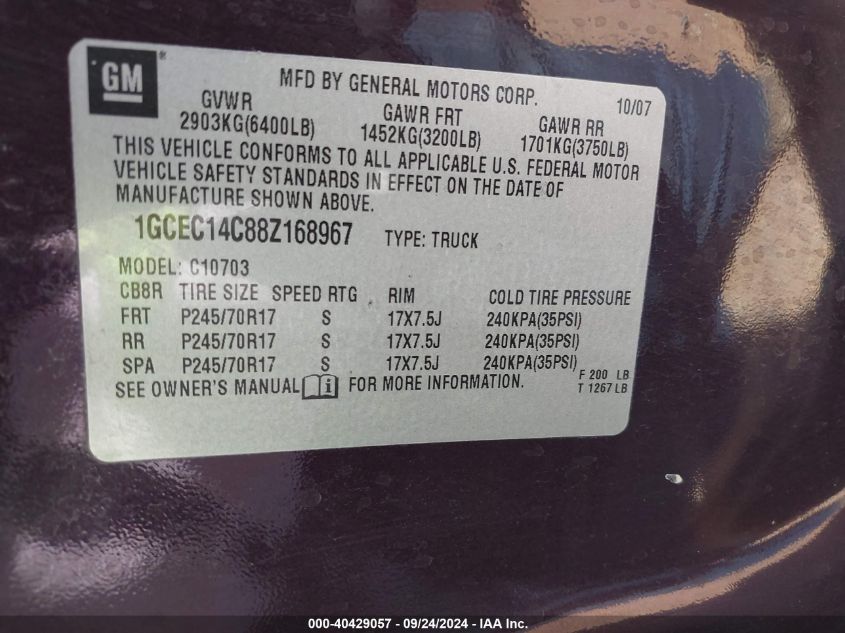 GM®
MFD BY GENERAL MOTORS CORP. 10/07
GVWR GAWR FRT GAWR RR
2903KG(6400LB) 1452KG(3200LB) 1701KG(3750LB)
THIS VEHICLE CONFORMS TO ALL APPLICABLE U.S. FEDERAL MOTOR
VEHICLE SAFETY STANDARDS IN EFFECT ON THE DATE OF
MANUFACTURE SHOWN ABOVE.
1GCEC14C88Z168967 TYPE: TRUCK
MODEL: C10703
CB8R TIRE SIZE SPEED RTG RIM COLD TIRE PRESSURE
FRT P245/70R17 S 17X7.5J 240KPA(35PSI)
RR P245/70R17 S 17X7.5J 240KPA(35PSI)
SPA P245/70R17 S 17X7.5J 240KPA(35PSI)
F 200 LB
SEE OWNER'S MANUAL i FOR MORE INFORMATION. T 1267 LB
000-40429057 - 09/24/2024 - IAA Inc.